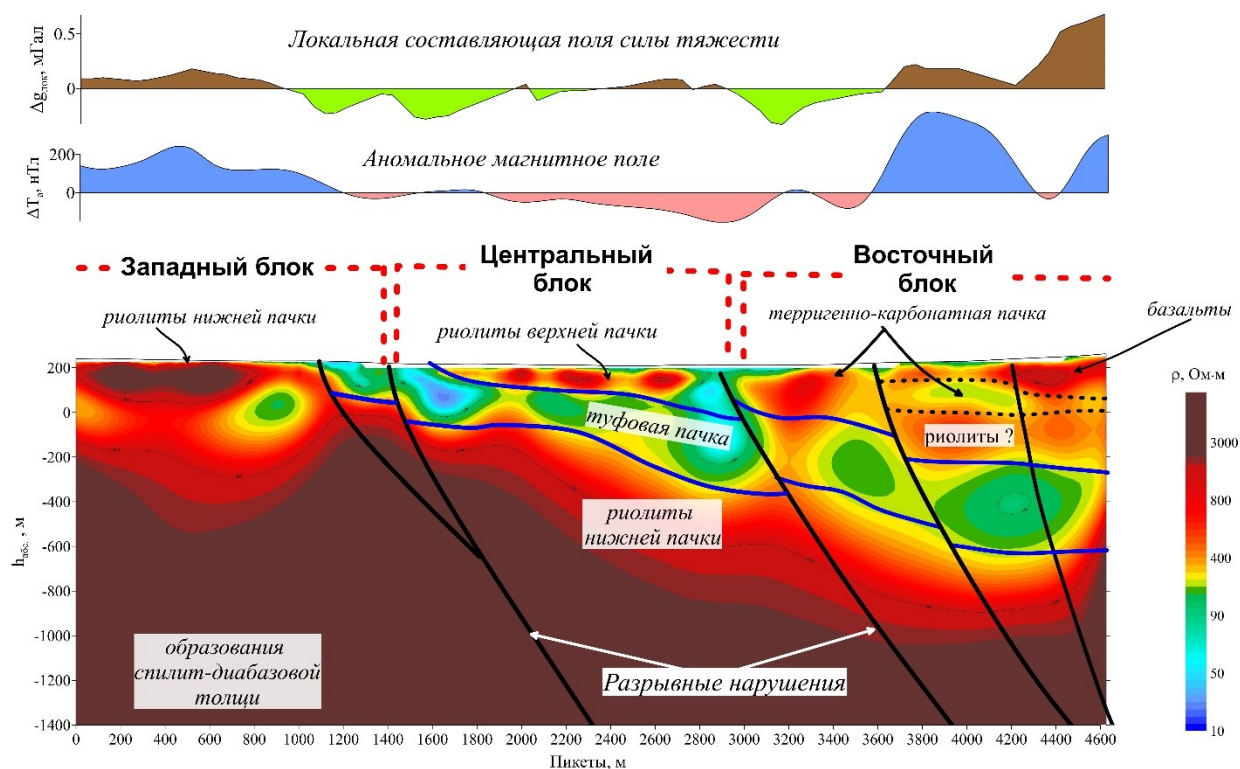 Локальная составляющая поля силы тяжести
Δgлок, мГал
0.5
0
Аномальное магнитное поле
ΔTа, нТл
200
0
Западный блок
Центральный
блок
Восточный
блок
риолиты нижней пачки
риолиты верхней пачки
терригенно-карбонатная пачка
базальты
туфовая пачка
риолиты ?
риолиты
нижней пачки
образования
спилит-диабазовой
толщи
Разрывные нарушения
hабс., м
200
0
-200
-400
-600
-800
-1000
-1200
-1400
0 200 400 600 800 1000 1200 1400 1600 1800 2000 2200 2400 2600 2800 3000 3200 3400 3600 3800 4000 4200 4400 4600
Пикеты, м
ρ, Ом·м
3000
800
400
90
50
10